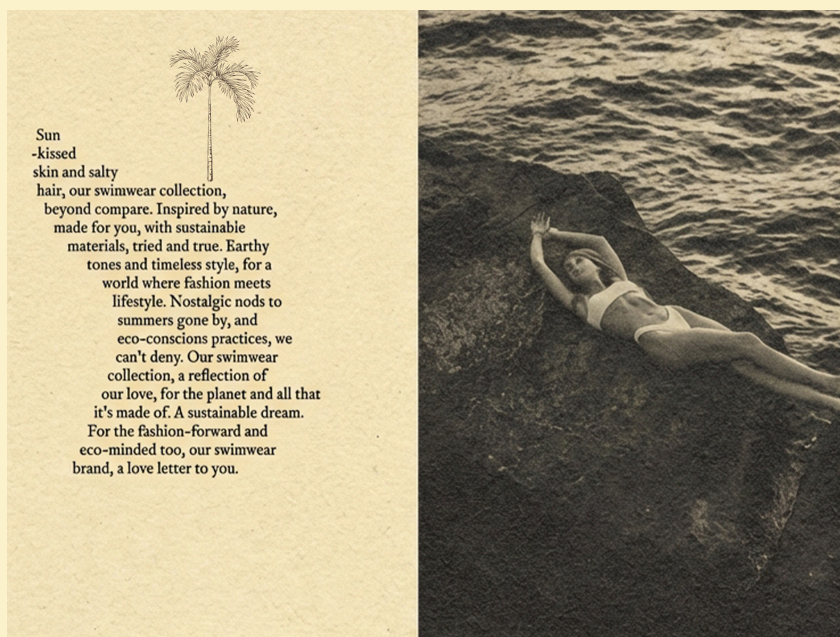 Sun
-kissed
skin and salty
hair, our swimwear collection,
beyond compare. Inspired by nature,
made for you, with sustainable
materials, tried and true. Earthy
tones and timeless style, for a
world where fashion meets
lifestyle. Nostalgic nods to
summers gone by, and
eco-conscions practices, we
can't deny. Our swimwear
collection, a reflection of
our love, for the planet and all that
it's made of. A sustainable dream.
For the fashion-forward and
eco-minded too, our swimwear
brand, a love letter to you.